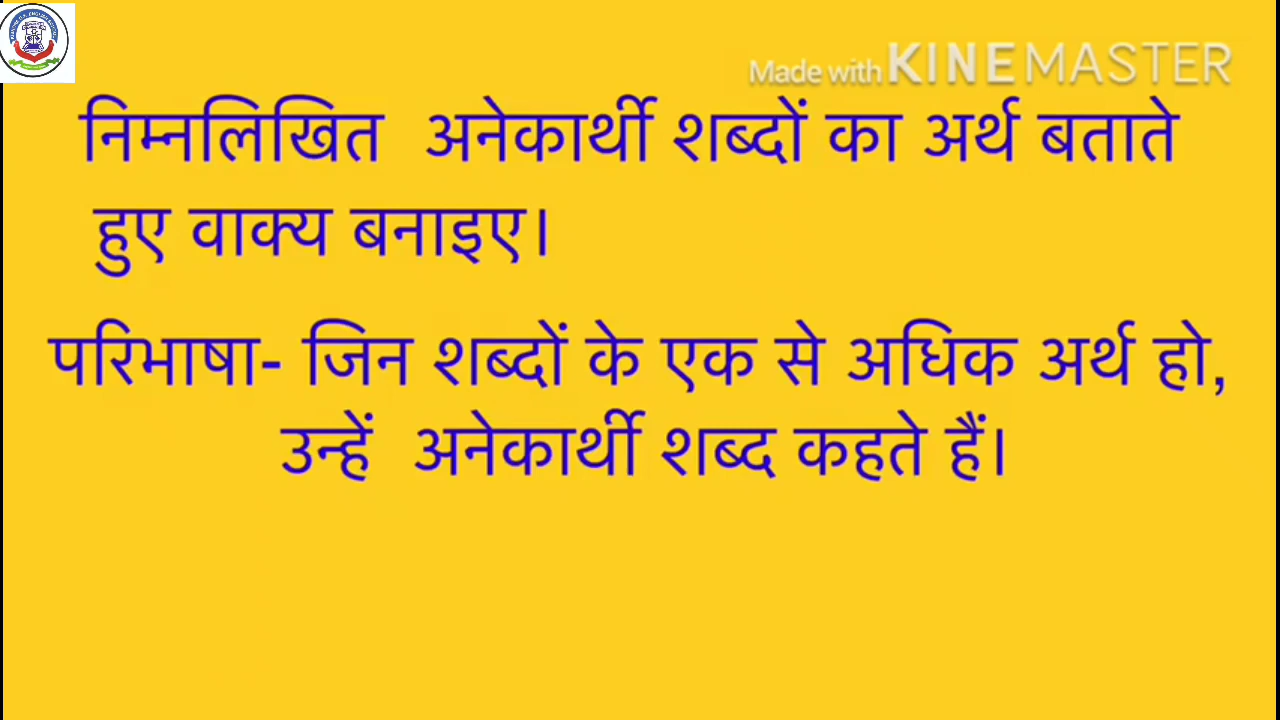 Made with KINEMASTER
निम्नलिखित अनेकार्थी शब्दों का अर्थ बताते
हुए वाक्य बनाइए।
परिभाषा- जिन शब्दों के एक से अधिक अर्थ हो,
उन्हें अनेकार्थी शब्द कहते हैं।